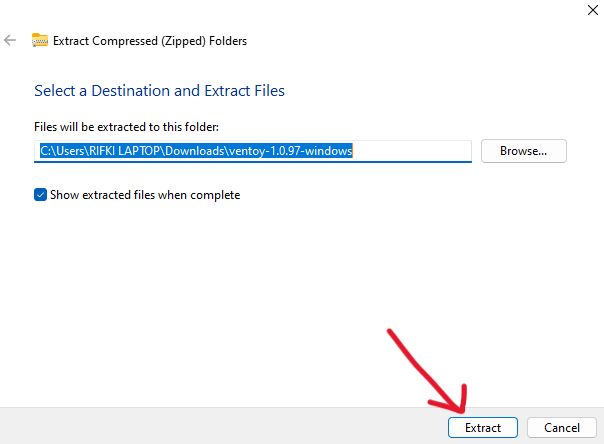 Extract Compressed (Zipped) Folders
Select a Destination and Extract Files
Files will be extracted to this folder:
C:\Users\RIFKI LAPTOP\Downloads\ventoy-1.0.97-windows
Browse...
Show extracted files when complete
Extract
Cancel